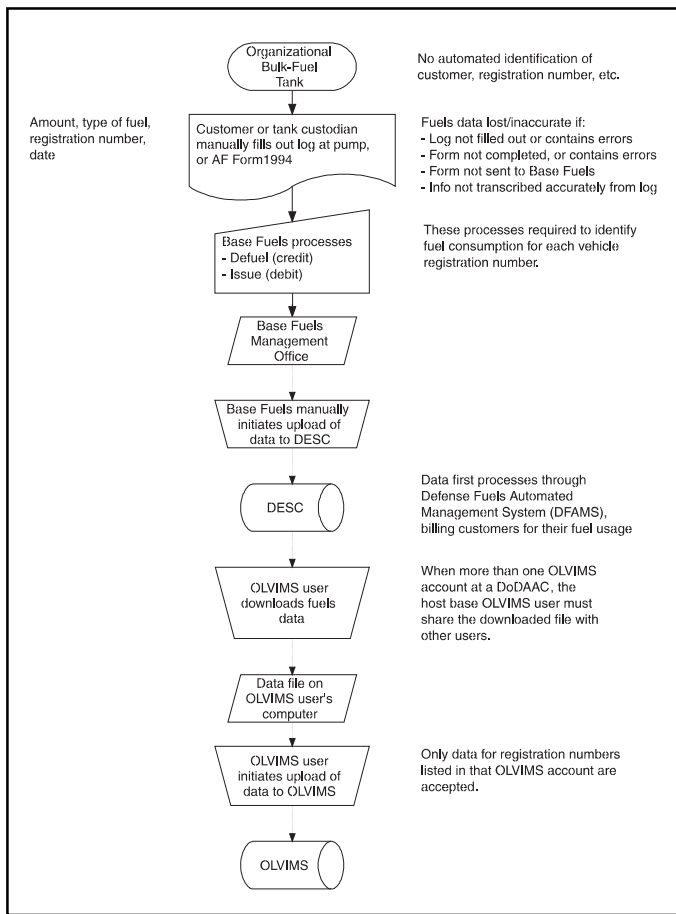 Organizational
Bulk-Fuel
Tank
No automated identification of
customer, registration number, etc.
Amount, type of fuel,
registration number,
date
Customer or tank custodian
manually fills out log at pump,
or AF Form1994
Fuels data lost/inaccurate if:
- Log not filled out or contains errors
- Form not completed, or contains errors
- Form not sent to Base Fuels
- Info not transcribed accurately from log
Base Fuels processes
- Defuel (credit)
- Issue (debit)
These processes required to identify
fuel consumption for each vehicle
registration number.
Base Fuels
Management
Office
Base Fuels manually
initiates upload of
data to DESC
DESC
Data first processes through
Defense Fuels Automated
Management System (DFAMS),
billing customers for their fuel usage
OLVIMS user
downloads fuels
data
When more than one OLVIMS
account at a DoDAAC, the
host base OLVIMS user must
share the downloaded file with
other users.
Data file on
OLVIMS user's
computer
OLVIMS user
initiates upload of
data to OLVIMS
Only data for registration numbers
listed in that OLVIMS account are
accepted.
OLVIMS